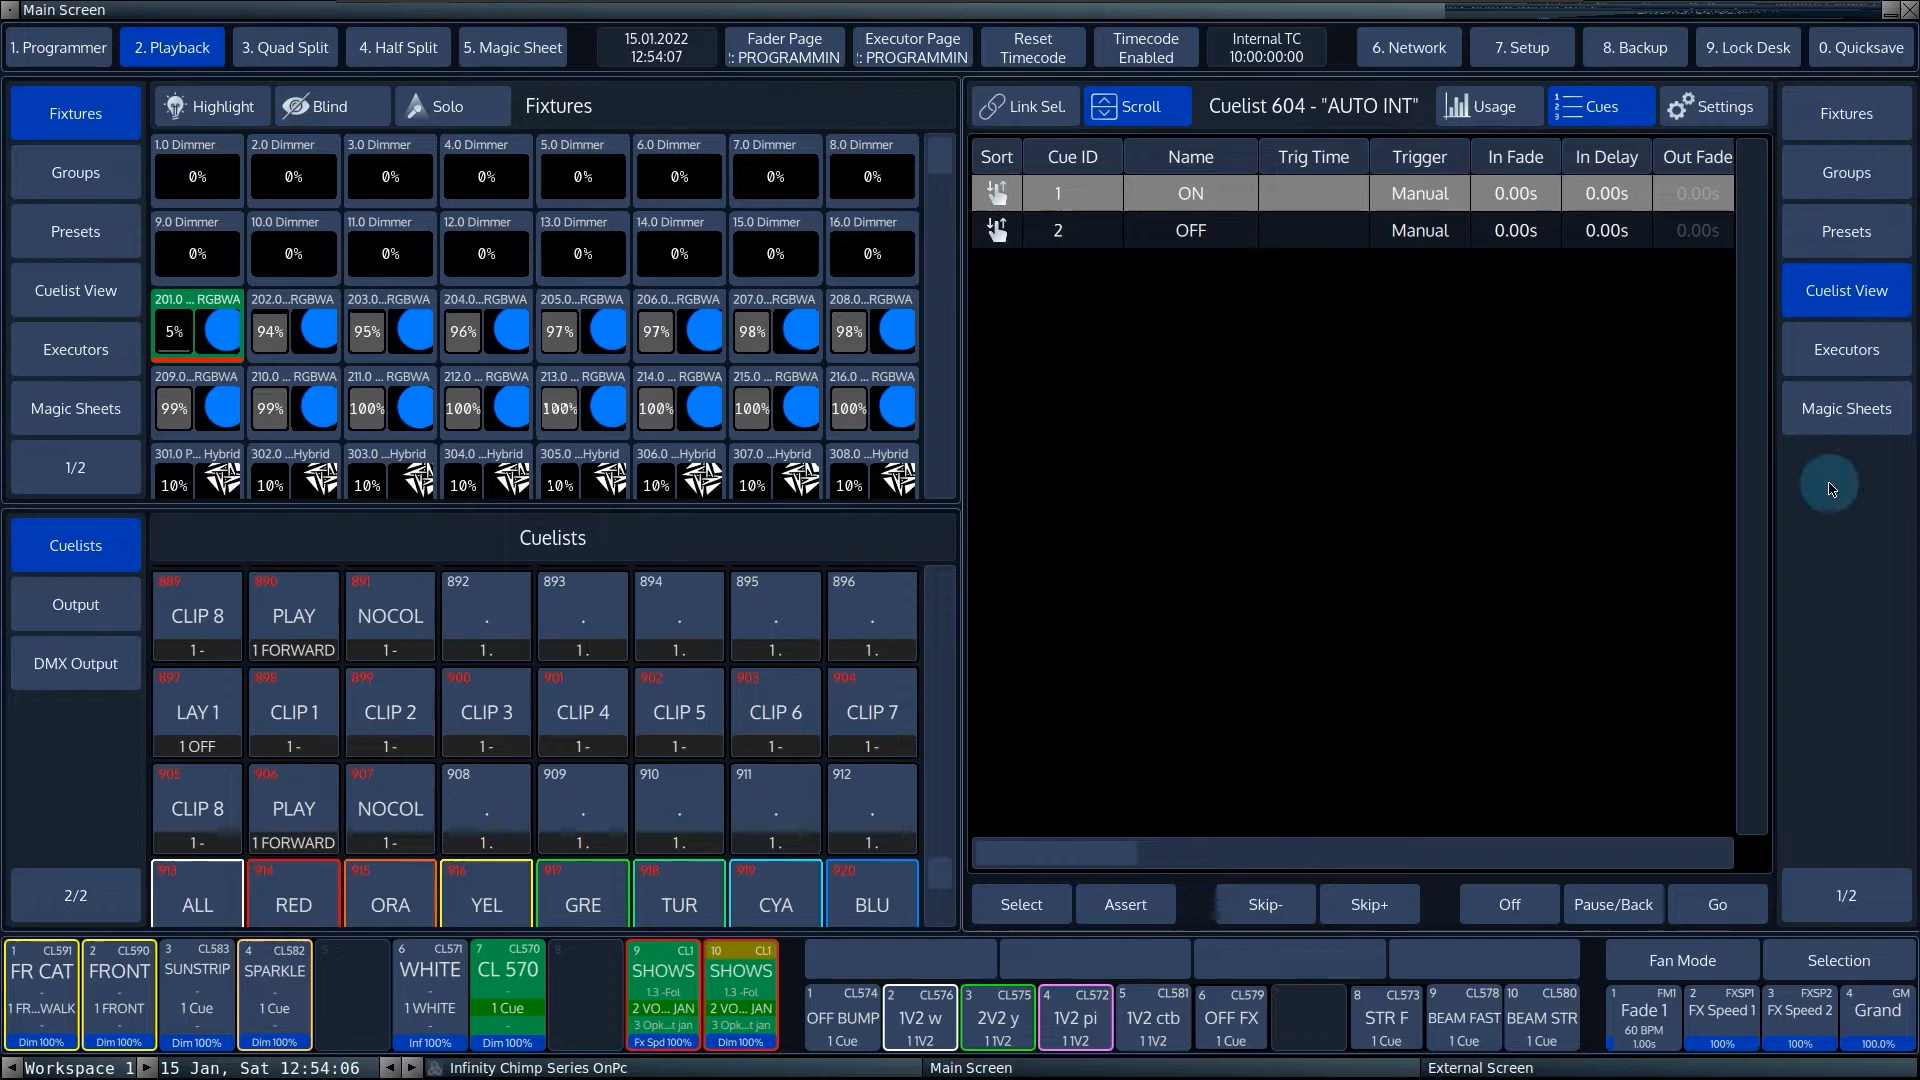 Main Screen
1. Programmer
2. Playback
3. Quad Split
4. Half Split
5. Magic Sheet
15.01.2022
12:54:07
Fader Page
:: PROGRAMMIN
Executor Page
:: PROGRAMMIN
Reset
Timecode
Timecode
Enabled
Internal TC
10:00:00:00
6. Network
7. Setup
8. Backup
9. Lock Desk
0. Quicksave
Fixtures
Groups
Presets
Cuelist View
Executors
Magic Sheets
1/2
Highlight
Blind
Solo
Fixtures
1.0 Dimmer 2.0 Dimmer 3.0 Dimmer 4.0 Dimmer 5.0 Dimmer 6.0 Dimmer 7.0 Dimmer 8.0 Dimmer
0% 0% 0% 0% 0% 0% 0% 0%
9.0 Dimmer 10.0 Dimmer 11.0 Dimmer 12.0 Dimmer 13.0 Dimmer 14.0 Dimmer 15.0 Dimmer 16.0 Dimmer
0% 0% 0% 0% 0% 0% 0% 0%
201.0 ... RGBWA 202.0...RGBWA 203.0...RGBWA 204.0...RGBWA 205.0...RGBWA 206.0...RGBWA 207.0...RGBWA 208.0...RGBWA
5% 94% 95% 96% 97% 97% 98% 98%
209.0...RGBWA 210.0 ... RGBWA 211.0 ... RGBWA 212.0 ... RGBWA 213.0 ... RGBWA 214.0 ... RGBWA 215.0 ... RGBWA 216.0 ... RGBWA
99% 99% 100% 100% 100% 100% 100% 100%
301.0 P... Hybrid 302.0 ...Hybrid 303.0 ...Hybrid 304.0 ...Hybrid 305.0 ...Hybrid 306.0 ...Hybrid 307.0 ...Hybrid 308.0 ...Hybrid
10% 10% 10% 10% 10% 10% 10% 10%
Link Sel.
Scroll
Cuelist 604 - "AUTO INT"
Usage
Cues
Settings
Sort Cue ID Name Trig Time Trigger In Fade In Delay Out Fade
1 ON Manual 0.00s 0.00s 0.00s
2 OFF Manual 0.00s 0.00s 0.00s
Select
Assert
Skip-
Skip+
Off
Pause/Back
Go
Fixtures
Groups
Presets
Cuelist View
Executors
Magic Sheets
1/2
Cuelists
Output
DMX Output
2/2
Cuelists
889 890 891 892 893 894 895 896
CLIP 8 PLAY NOCOL . . . . .
1 - 1 FORWARD 1 - 1 . 1 . 1 . 1 . 1 .
897 898 899 900 901 902 903 904
LAY 1 CLIP 1 CLIP 2 CLIP 3 CLIP 4 CLIP 5 CLIP 6 CLIP 7
1 OFF 1 - 1 - 1 - 1 - 1 - 1 - 1 -
905 906 907 908 909 910 911 912
CLIP 8 PLAY NOCOL . . . . .
1 - 1 FORWARD 1 - 1 . 1 . 1 . 1 . 1 .
913 914 915 916 917 918 919 920
ALL RED ORA YEL GRE TUR CYA BLU
1 CL591 2 CL590 3 CL583 4 CL582 5 6 CL571 7 CL570 8 9 CL1 10 CL1
FR CAT FRONT SUNSTRIP SPARKLE WHITE CL 570 SHOWS SHOWS
- - - - - - 1.3 -Fol 1.3 -Fol
1 FR...WALK 1 FRONT 1 Cue 1 Cue 1 WHITE 1 Cue 2 VO... JAN 2 VO... JAN
- - - - - - 3 Opk...t jan 3 Opk...t jan
Dim 100% Dim 100% Dim 100% Dim 100% Inf 100% Dim 100% Fx Spd 100% Dim 100%
1 CL574 2 CL576 3 CL575 4 CL572 5 CL581 6 CL579 8 CL573 9 CL578 10 CL580
OFF BUMP 1V2 w 2V2 y 1V2 pi 1V2 ctb OFF FX STR F BEAM FAST BEAM STR
1 Cue 1 1V2 1 1V2 1 1V2 1 1V2 1 Cue 1 Cue 1 Cue 1 Cue
Fan Mode
Selection
1 FM1 2 FXSP1 3 FXSP2 4 GM
Fade 1 FX Speed 1 FX Speed 2 Grand
60 BPM
1.00s 100% 100% 100.0%
Workspace 1
15 Jan, Sat 12:54:06
Infinity Chimp Series OnPc
Main Screen
External Screen